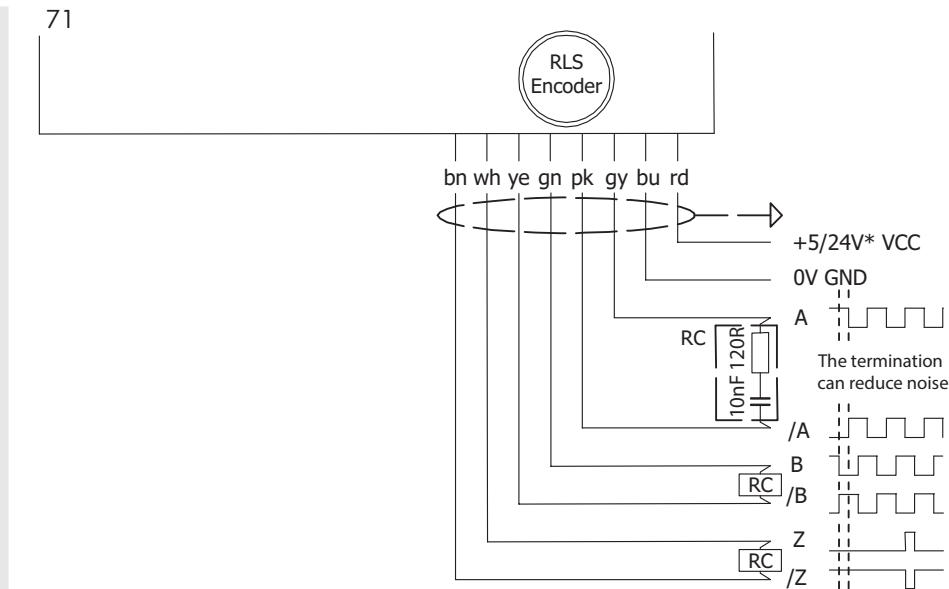 71
RLS
Encoder
bn wh ye gn pk gy bu rd
+5/24V* VCC
0V GND
A
RC
10nF 120R
The termination
can reduce noise
/A
B
RC
/B
Z
RC
/Z